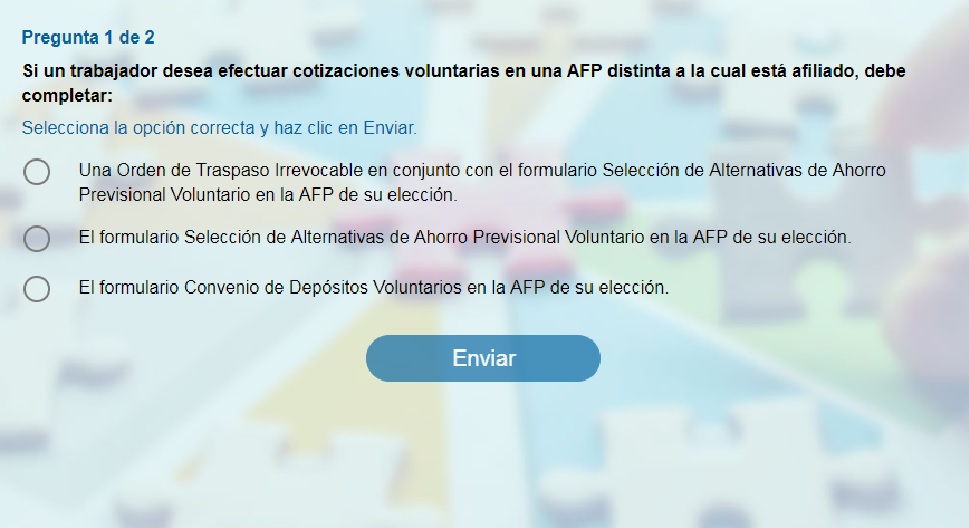 Pregunta 1 de 2
Si un trabajador desea efectuar cotizaciones voluntarias en una AFP distinta a la cual está afiliado, debe
completar:
Selecciona la opción correcta y haz clic en Enviar.
Una Orden de Traspaso Irrevocable en conjunto con el formulario Selección de Alternativas de Ahorro
Previsional Voluntario en la AFP de su elección.
El formulario Selección de Alternativas de Ahorro Previsional Voluntario en la AFP de su elección.
El formulario Convenio de Depósitos Voluntarios en la AFP de su elección.
Enviar